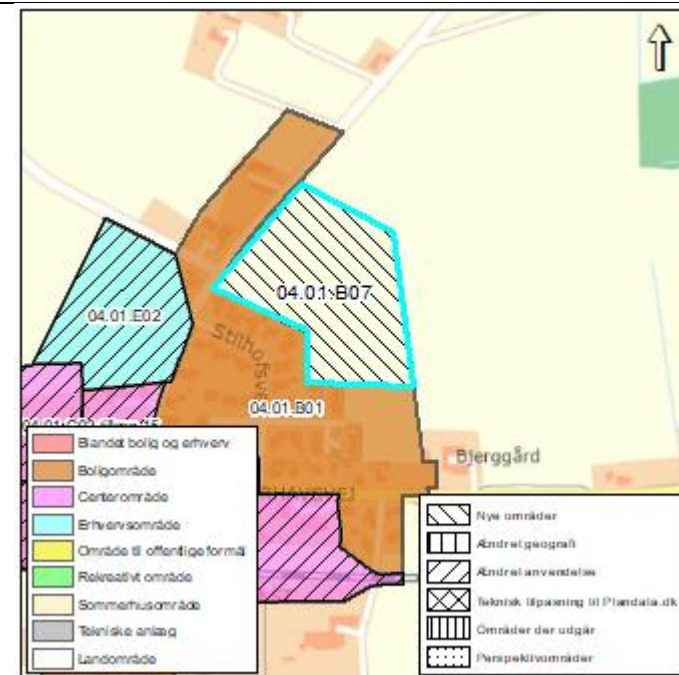 04.01.B07
04.01.E02
Stilhofsve
04.01.B01
Bjerggård
Blandet bolig og erhverv
Boligområde
Centerområde
Erhvervsområde
Område til offentlige formål
Rekreativt område
Sommerhusområde
Tekniske anlæg
Landområde
Nye områder
Ændret geografi
Ændret anvendelse
Teknisk tilpasning til Plandata.dk
Områder der udgår
Perspektivområder